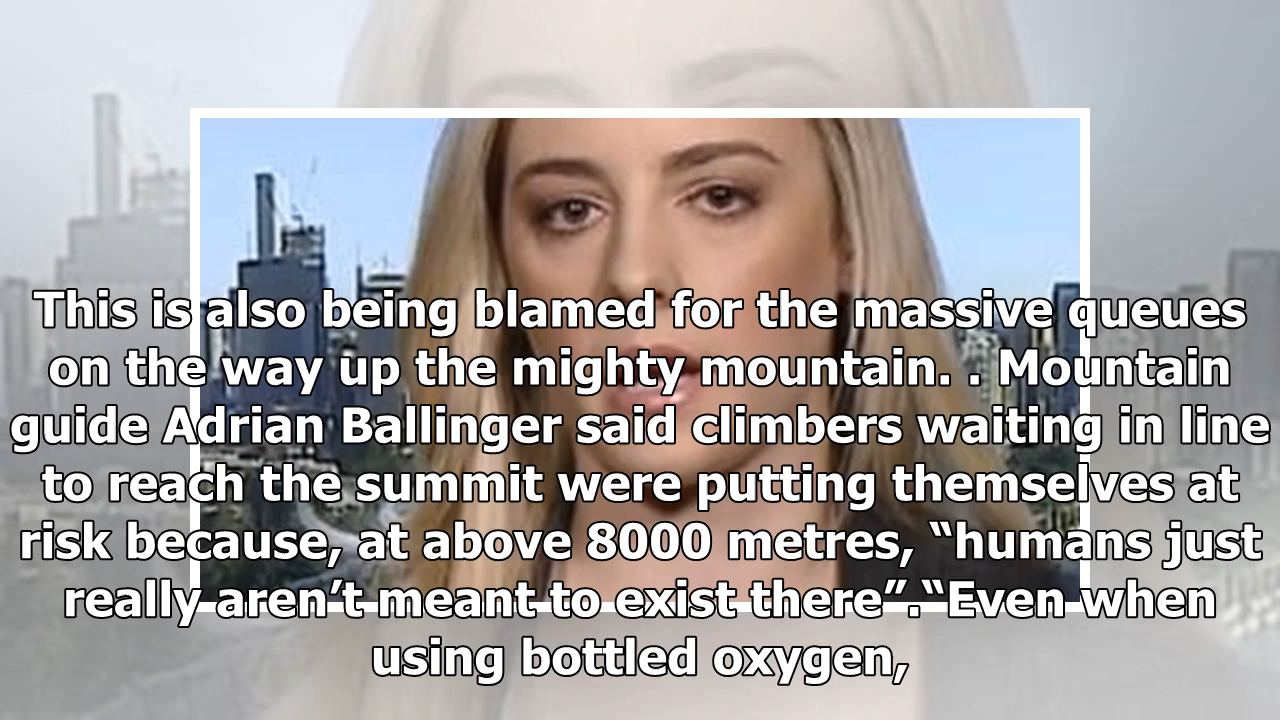 This is also being blamed for the massive queues
on the way up the mighty mountain. . Mountain
guide Adrian Ballinger said climbers waiting in line
to reach the summit were putting themselves at
risk because, at above 8000 metres, “humans just
really aren’t meant to exist there”.“Even when
using bottled oxygen,